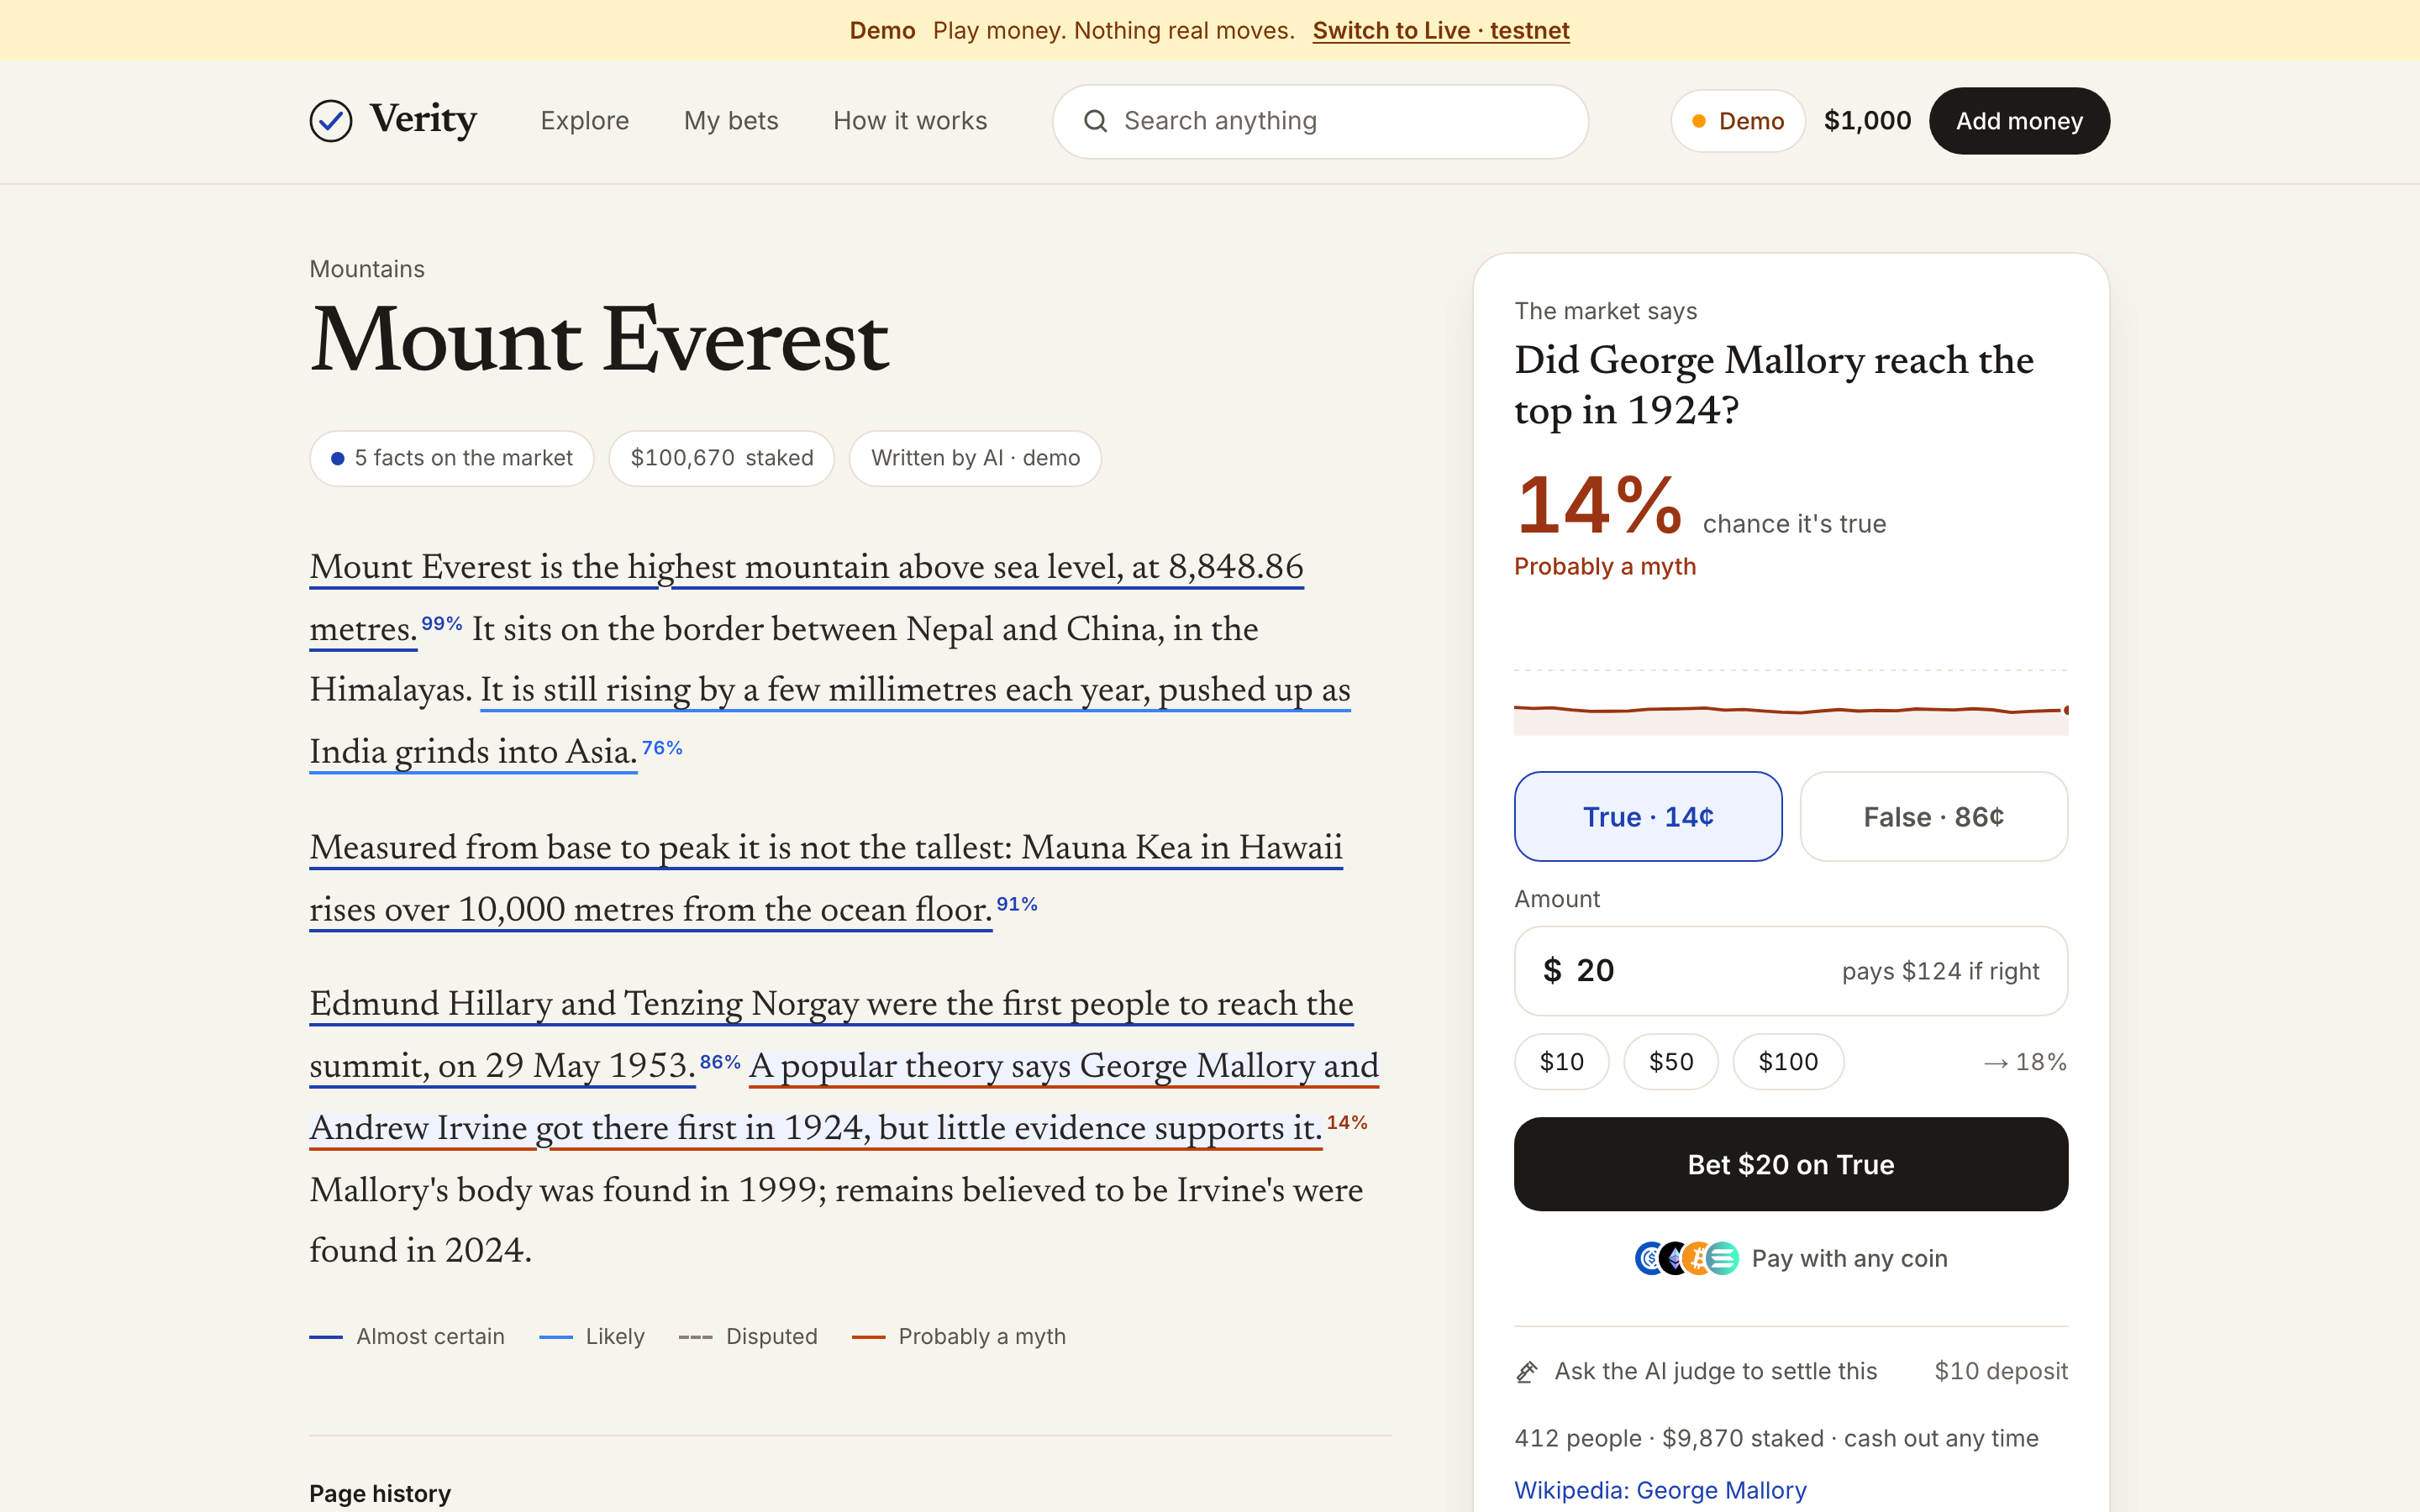 Demo Play money. Nothing real moves. Switch to Live · testnet
Verity Explore My bets How it works Search anything Demo $1,000 Add money
Mountains
Mount Everest
5 facts on the market $100,670 staked Written by AI · demo
Mount Everest is the highest mountain above sea level, at 8,848.86
metres. 99% It sits on the border between Nepal and China, in the
Himalayas. It is still rising by a few millimetres each year, pushed up as
India grinds into Asia. 76%
Measured from base to peak it is not the tallest: Mauna Kea in Hawaii
rises over 10,000 metres from the ocean floor. 91%
Edmund Hillary and Tenzing Norgay were the first people to reach the
summit, on 29 May 1953. 86% A popular theory says George Mallory and
Andrew Irvine got there first in 1924, but little evidence supports it. 14%
Mallory's body was found in 1999; remains believed to be Irvine's were
found in 2024.
Almost certain Likely Disputed Probably a myth
Page history
The market says
Did George Mallory reach the
top in 1924?
14% chance it's true
Probably a myth
True · 14¢ False · 86¢
Amount
$ 20 pays $124 if right
$10 $50 $100 → 18%
Bet $20 on True
Pay with any coin
Ask the AI judge to settle this $10 deposit
412 people · $9,870 staked · cash out any time
Wikipedia: George Mallory